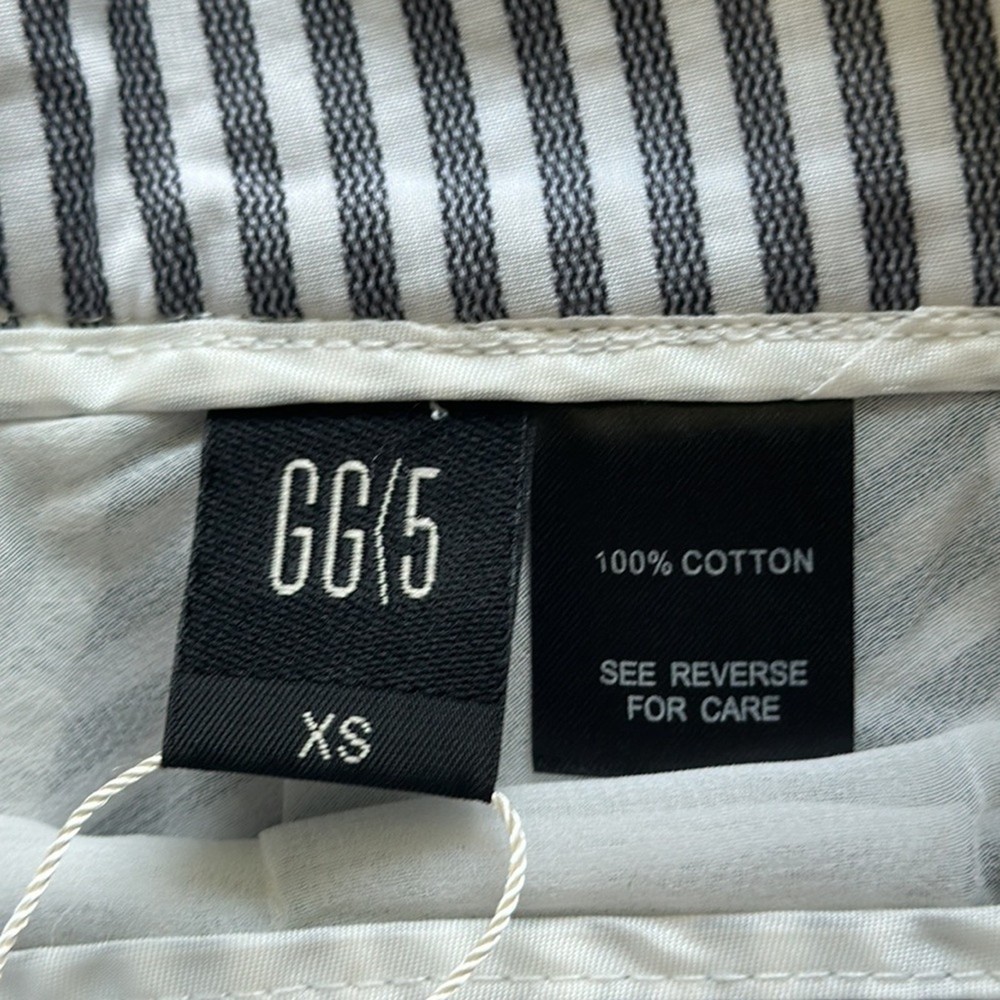 GG/5
XS
100% COTTON
SEE REVERSE
FOR CARE